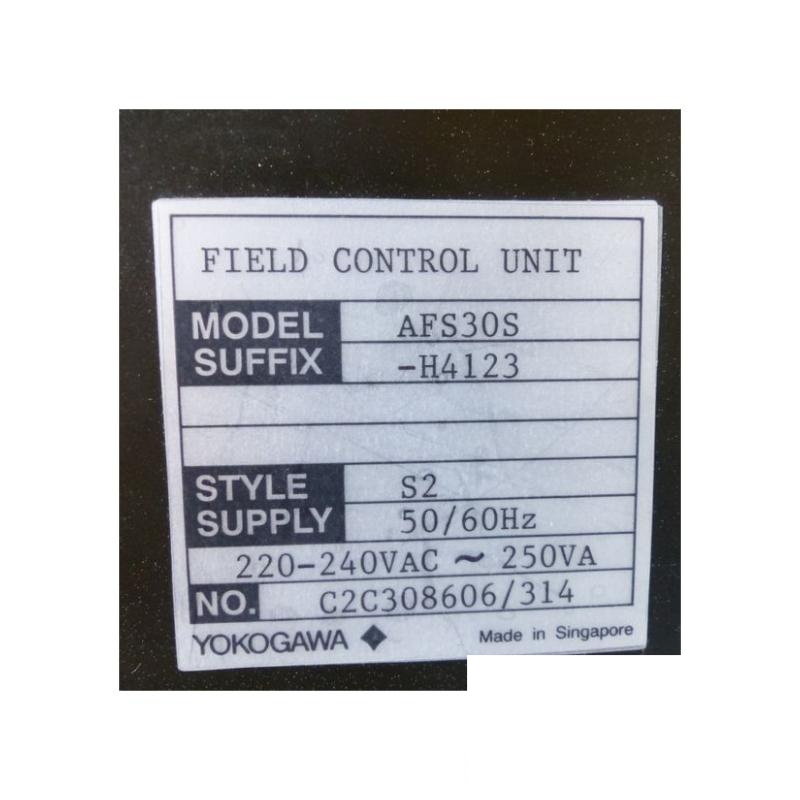 FIELD CONTROL UNIT
MODEL AFS30S
SUFFIX -H4123
STYLE S2
SUPPLY 50/60Hz
220-240VAC ~ 250VA
NO. C2C308606/314
YOKOGAWA Made in Singapore